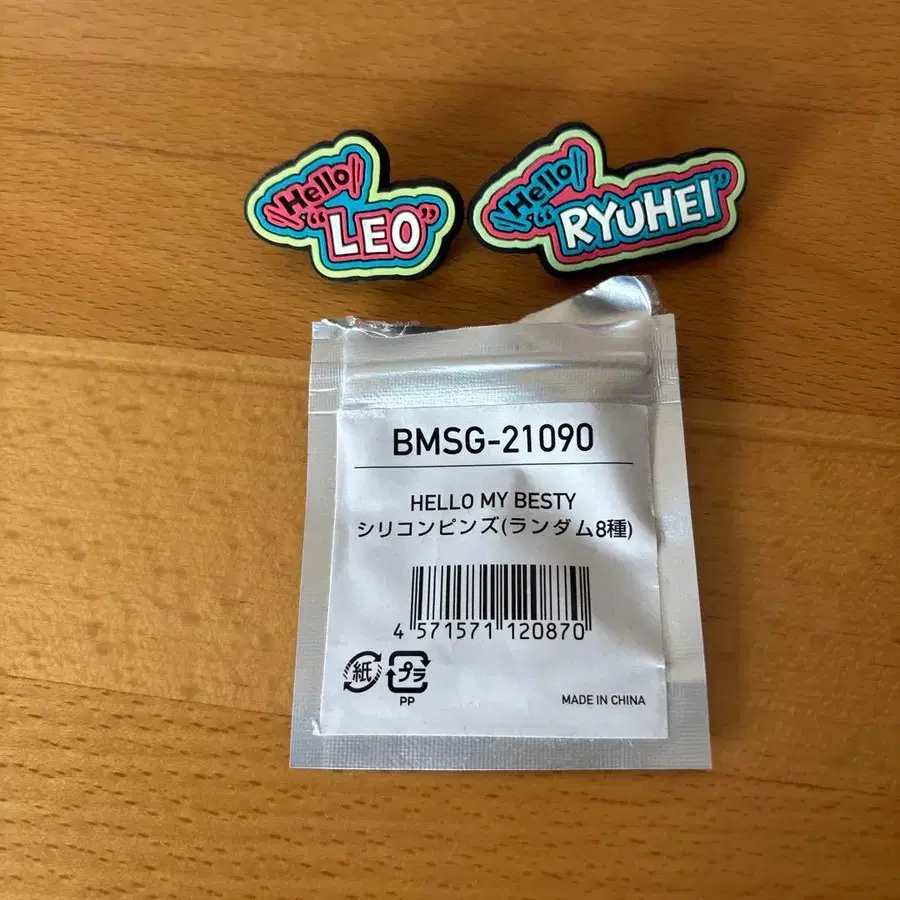 Hello
"LEO"
Hello
"RYUHEI"
BMSG-21090
HELLO MY BESTY
シリコンピンズ(ランダム8種)
4 571571 120870
紙
プラ
PP
MADE IN CHINA